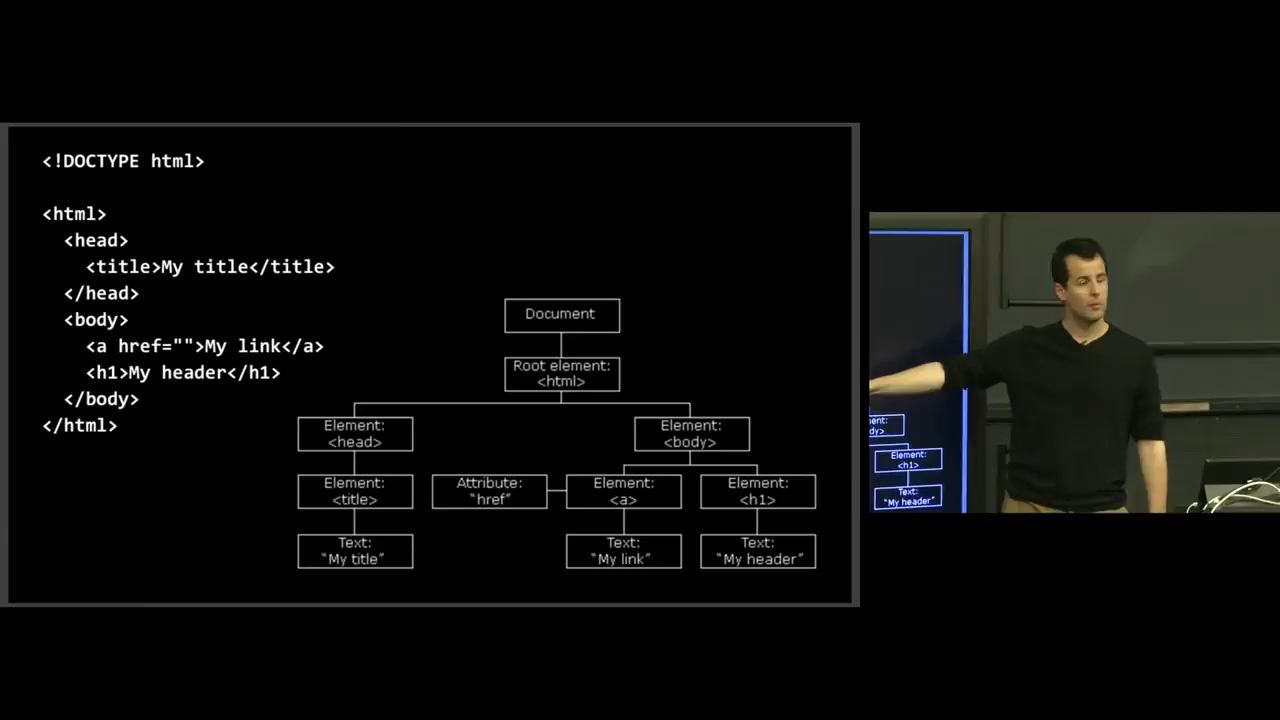 <!DOCTYPE html>
<html>
<head>
<title>My title</title>
</head>
<body>
<a href="">My link</a>
<h1>My header</h1>
</body>
</html>
Document
Root element:
<html>
Element:
<head>
Element:
<body>
Element:
<title>
Attribute:
“href”
Element:
<a>
Element:
<h1>
Text:
“My title”
Text:
“My link”
Text:
“My header”
Element:
<h1>
Text:
“My header”